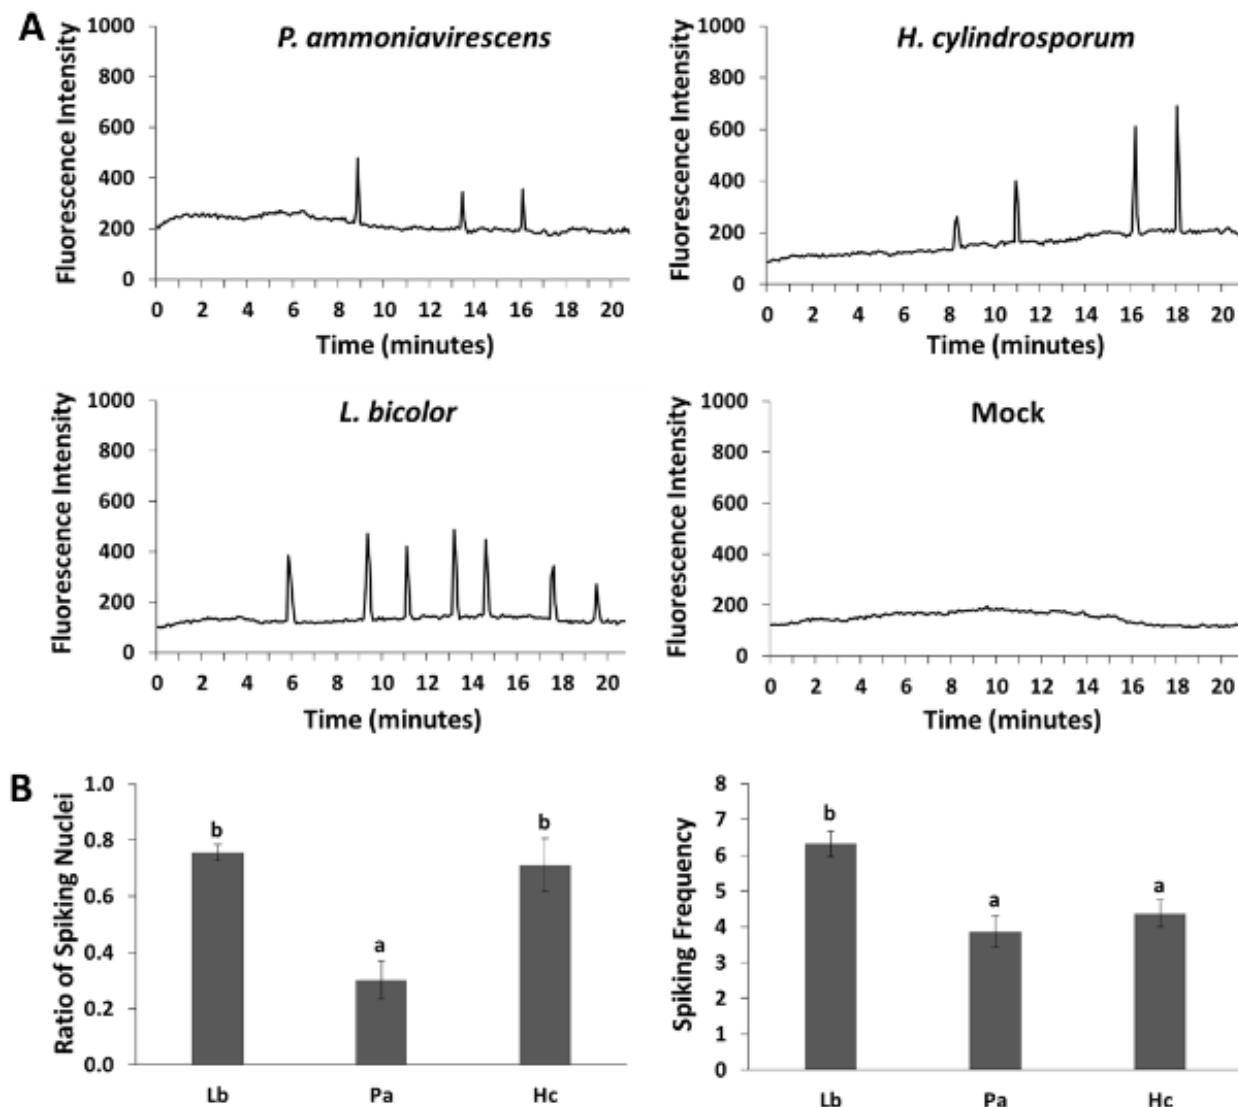 A
P. ammoniavirescens
Fluorescence Intensity
1000
800
600
400
200
0
0 2 4 6 8 10 12 14 16 18 20
Time (minutes)
H. cylindrosporum
Fluorescence Intensity
1000
800
600
400
200
0
0 2 4 6 8 10 12 14 16 18 20
Time (minutes)
L. bicolor
Fluorescence Intensity
1000
800
600
400
200
0
0 2 4 6 8 10 12 14 16 18 20
Time (minutes)
Mock
Fluorescence Intensity
1000
800
600
400
200
0
0 2 4 6 8 10 12 14 16 18 20
Time (minutes)
B
Ratio of Spiking Nuclei
1.0
0.8
0.6
0.4
0.2
0.0
b
a
b
Lb Pa Hc
Spiking Frequency
8
7
6
5
4
3
2
1
0
b
a
a
Lb Pa Hc